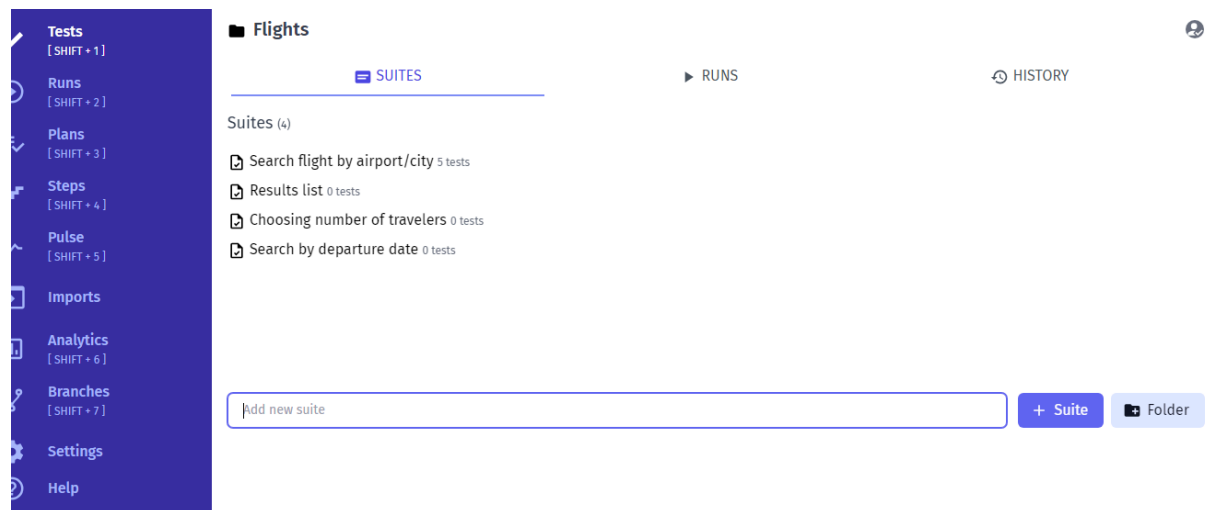 Tests
[ SHIFT + 1 ]
Runs
[ SHIFT + 2 ]
Plans
[ SHIFT + 3 ]
Steps
[ SHIFT + 4 ]
Pulse
[ SHIFT + 5 ]
Imports
Analytics
[ SHIFT + 6 ]
Branches
[ SHIFT + 7 ]
Settings
Help
Flights
SUITES
RUNS
HISTORY
Suites (4)
Search flight by airport/city 5 tests
Results list 0 tests
Choosing number of travelers 0 tests
Search by departure date 0 tests
Add new suite
+ Suite
Folder